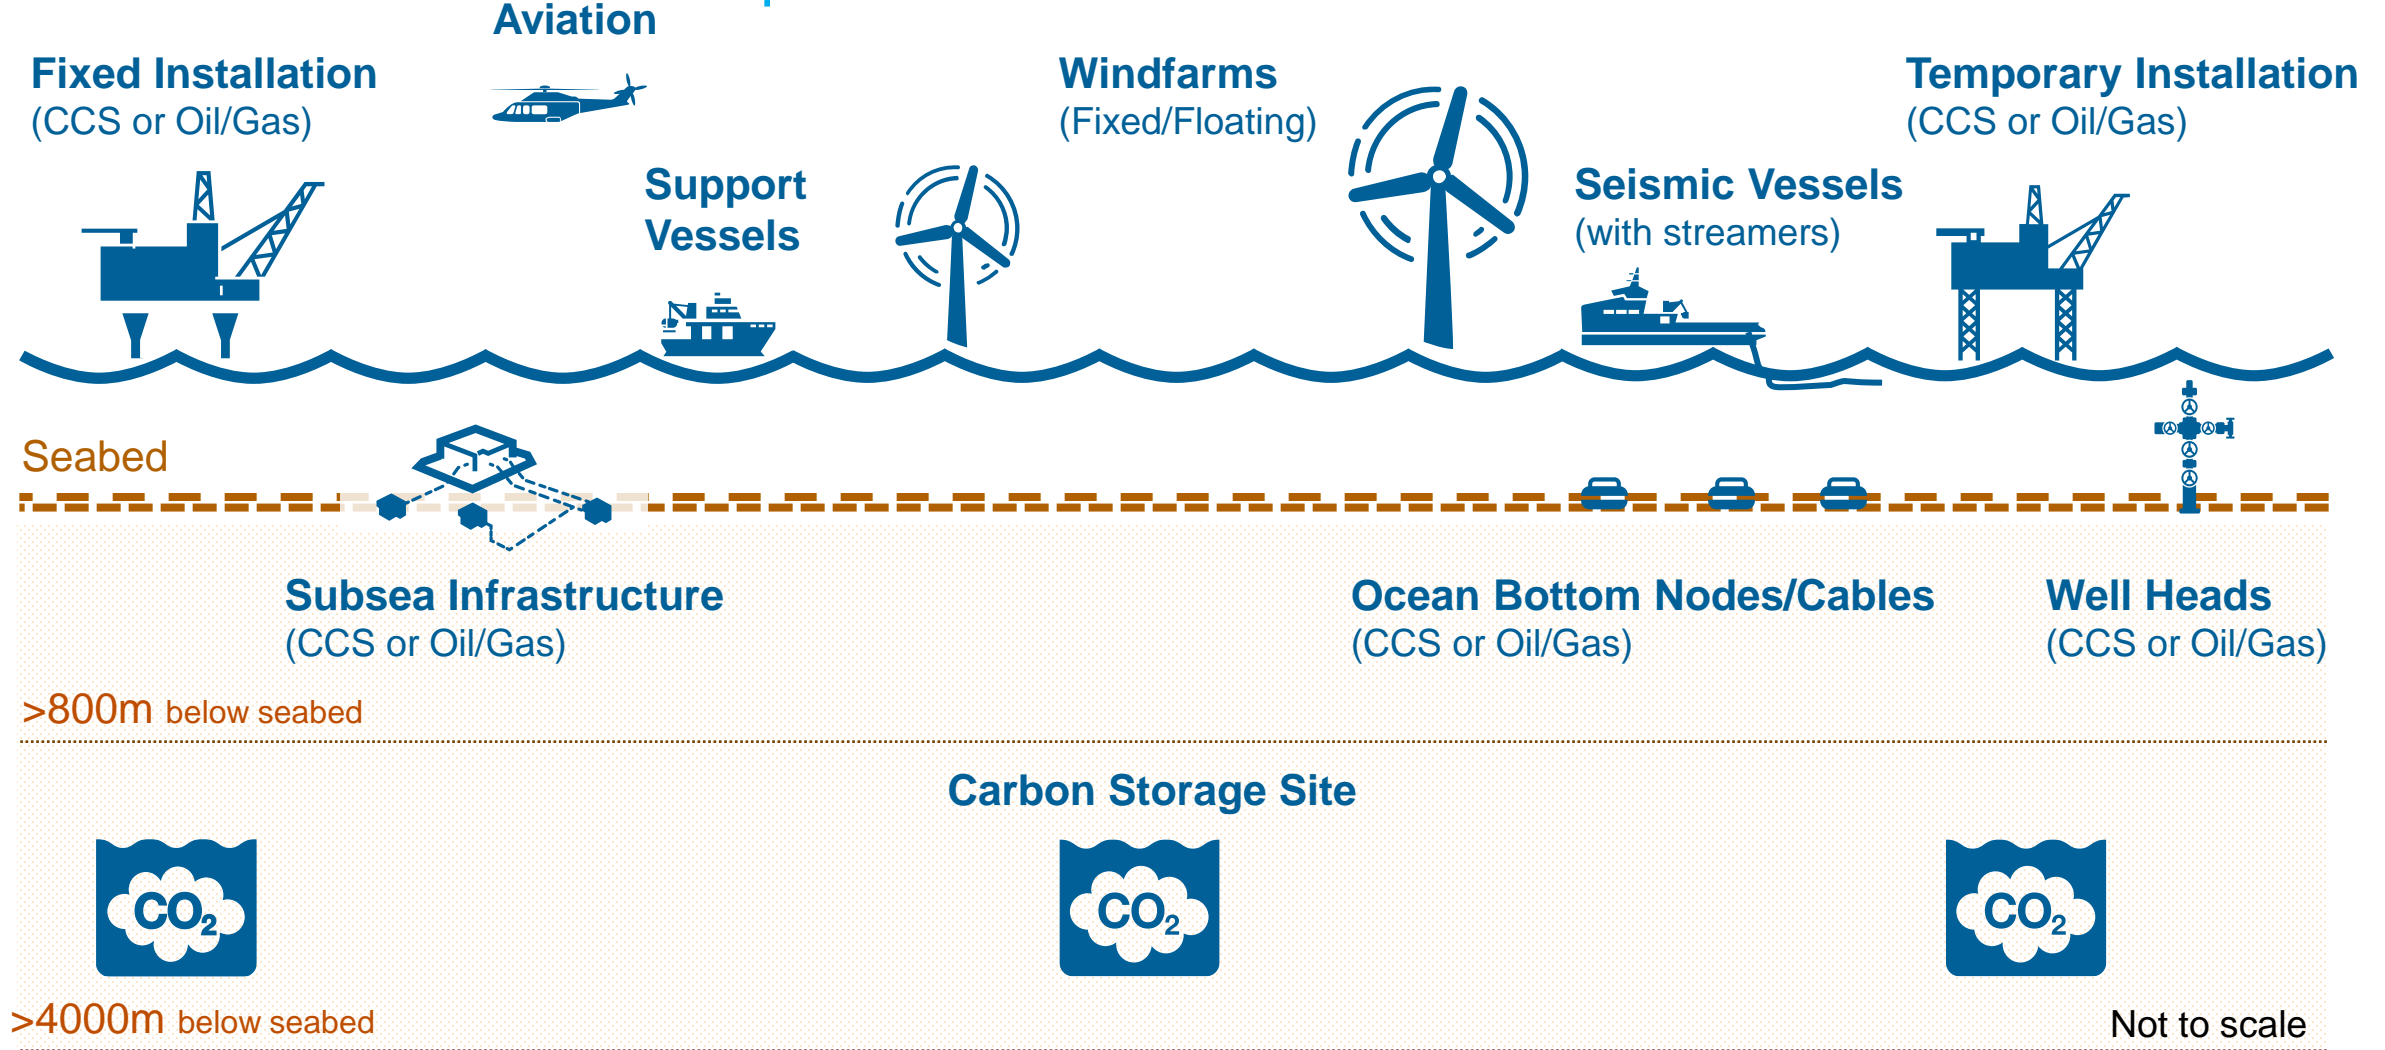 Aviation
Fixed Installation
(CCS or Oil/Gas)
Windfarms
(Fixed/Floating)
Temporary Installation
(CCS or Oil/Gas)
Support
Vessels
Seismic Vessels
(with streamers)
Seabed
Subsea Infrastructure
(CCS or Oil/Gas)
Ocean Bottom Nodes/Cables
(CCS or Oil/Gas)
Well Heads
(CCS or Oil/Gas)
>800m below seabed
Carbon Storage Site
CO₂
CO₂
CO₂
>4000m below seabed
Not to scale